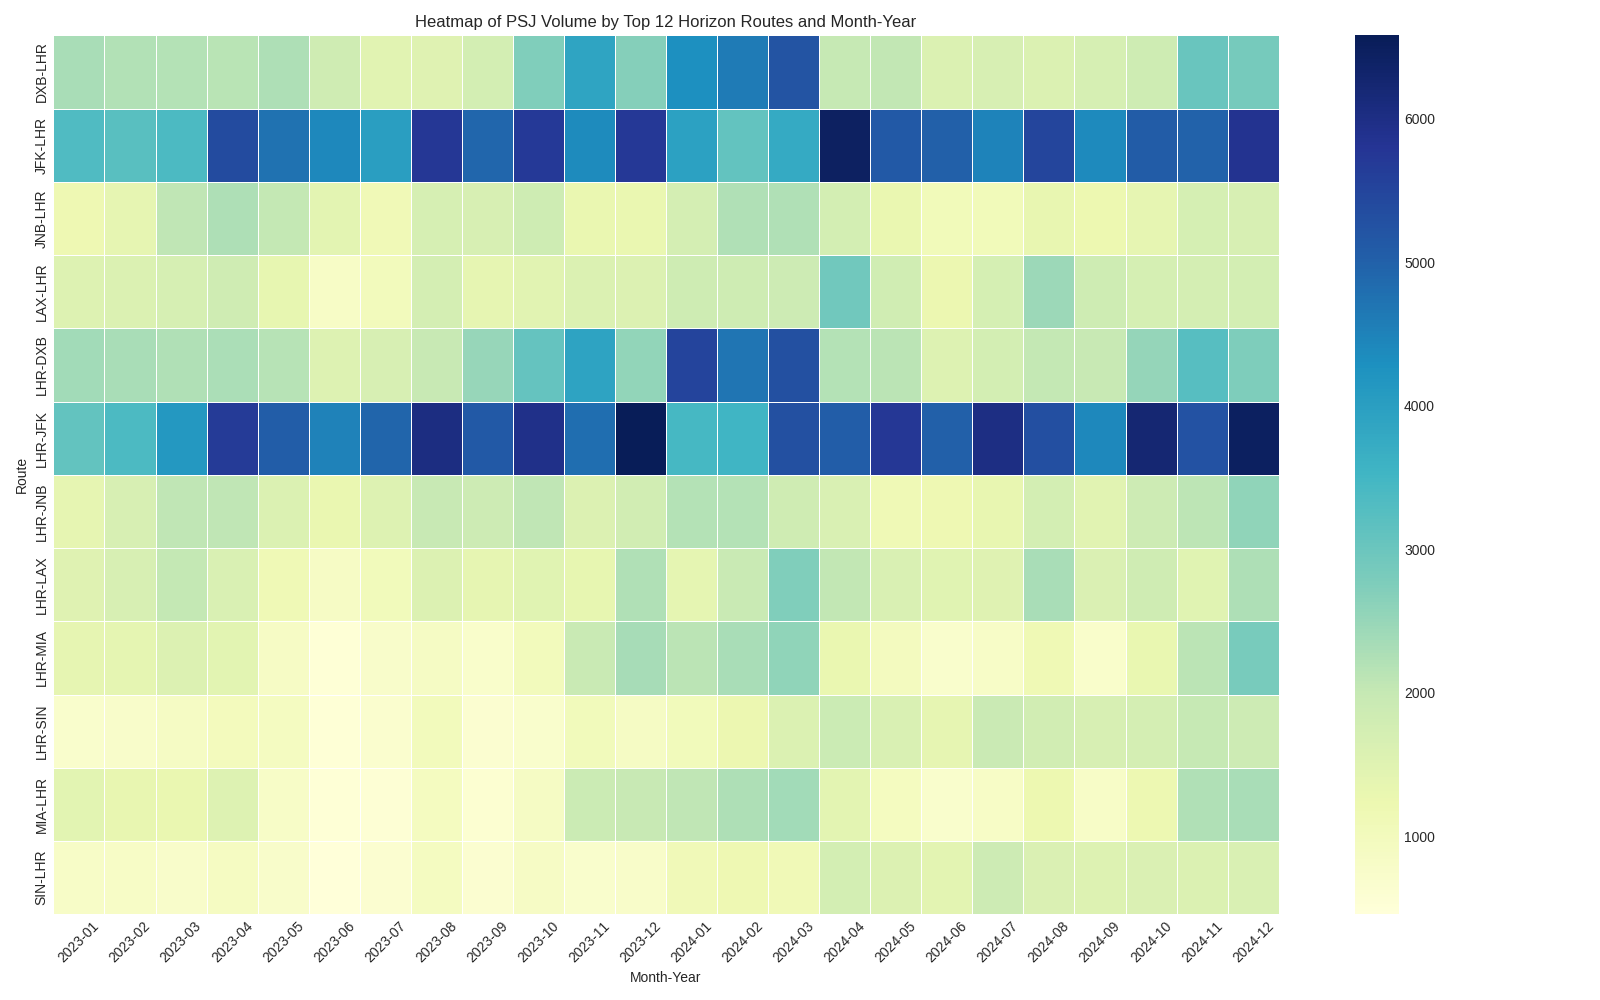 Heatmap of PSJ Volume by Top 12 Horizon Routes and Month-Year
Route
DXB-LHR
JFK-LHR
JNB-LHR
LAX-LHR
LHR-DXB
LHR-JFK
LHR-JNB
LHR-LAX
LHR-MIA
LHR-SIN
MIA-LHR
SIN-LHR
2023-01
2023-02
2023-03
2023-04
2023-05
2023-06
2023-07
2023-08
2023-09
2023-10
2023-11
2023-12
2024-01
2024-02
2024-03
2024-04
2024-05
2024-06
2024-07
2024-08
2024-09
2024-10
2024-11
2024-12
Month-Year
6000
5000
4000
3000
2000
1000